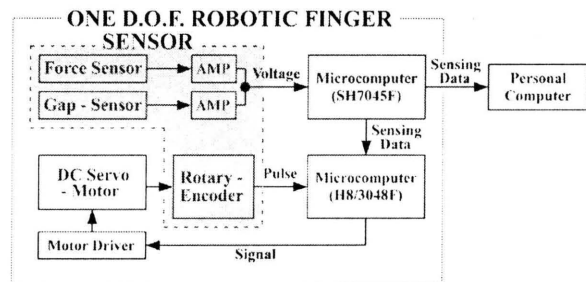 ONE D.O.F. ROBOTIC FINGER
SENSOR
Force Sensor
AMP
Gap - Sensor
AMP
Voltage
Microcomputer
(SH7045F)
Sensing
Data
Personal
Computer
Sensing
Data
DC Servo
- Motor
Rotary -
Encoder
Pulse
Microcomputer
(H8/3048F)
Motor Driver
Signal